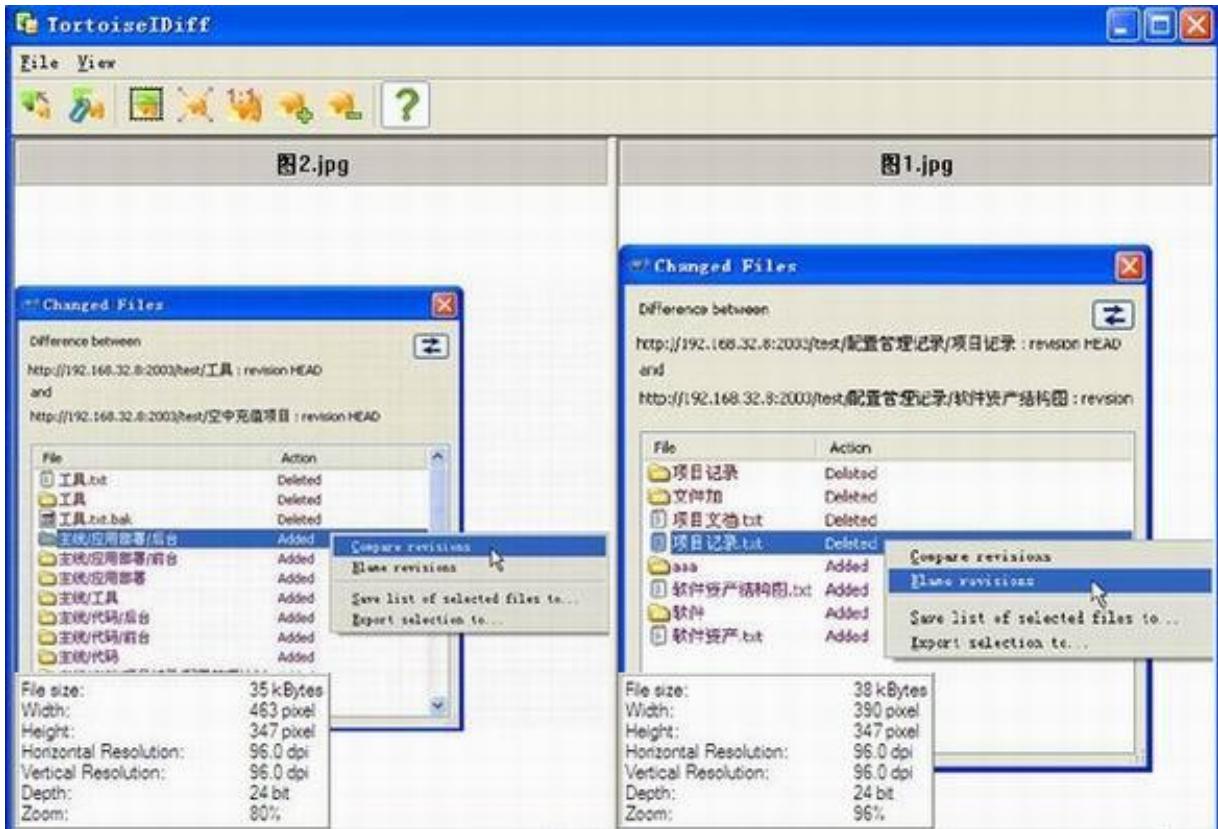 TortoiseIDiff
File View
1:1
图2.jpg
Changed Files
Difference between
http://192.168.32.8:2003/test/工具 : revision HEAD
and
http://192.168.32.8:2003/test/空中充值项目 : revision HEAD
File Action
工具.txt Deleted
工具 Deleted
工具.txt.bak Deleted
主线/应用部署/后台 Added
主线/应用部署/前台 Added
主线/应用部署 Added
主线/工具 Added
主线/代码/后台 Added
主线/代码/前台 Added
主线/代码 Added
Compare revisions
Blame revisions
Save list of selected files to...
Export selection to...
File size: 35 kBytes
Width: 463 pixel
Height: 347 pixel
Horizontal Resolution: 96.0 dpi
Vertical Resolution: 96.0 dpi
Depth: 24 bit
Zoom: 80%
图1.jpg
Changed Files
Difference between
http://192.168.32.8:2003/test/配置管理记录/项目记录 : revision HEAD
and
http://192.168.32.8:2003/test/配置管理记录/软件资产结构图 : revision
File Action
项目记录 Deleted
文件加 Deleted
项目文档.txt Deleted
项目记录.txt Deleted
aaa Added
软件资产结构图.txt Added
软件 Added
软件资产.txt Added
Compare revisions
Blame revisions
Save list of selected files to...
Export selection to...
File size: 38 kBytes
Width: 390 pixel
Height: 347 pixel
Horizontal Resolution: 96.0 dpi
Vertical Resolution: 96.0 dpi
Depth: 24 bit
Zoom: 96%